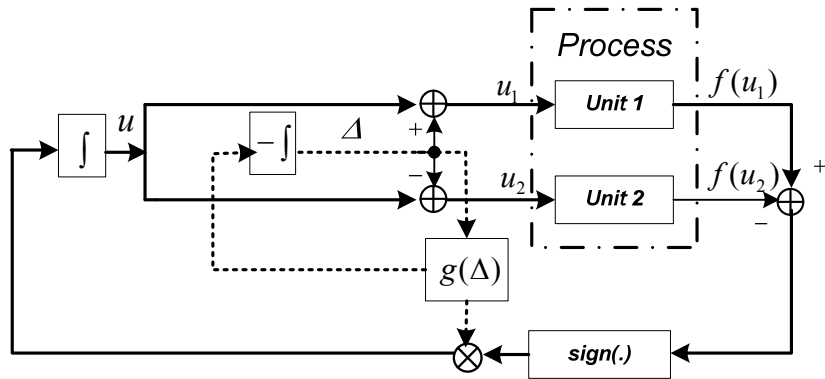 Process
u
u₁
Unit 1
f(u₁)
∫
−∫
Δ
+
−
+
u₂
Unit 2
f(u₂)
−
g(Δ)
sign(.)